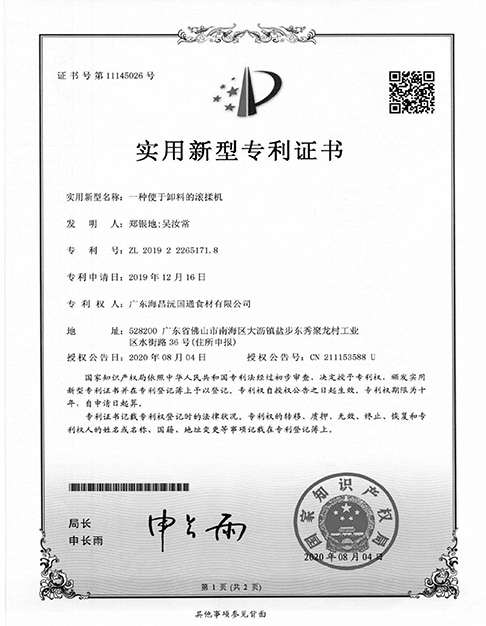 证书号第11145026号
实用新型专利证书
实用新型名称：一种便于卸料的滚揉机
发明人：郑银地;吴汝常
专利号：ZL 2019 2 2265171.8
专利申请日：2019年12月16日
专利权人：广东海昌沅国通食材有限公司
地址：528200 广东省佛山市南海区大沥镇盐步东秀聚龙村工业
区水街路36号(住所申报)
授权公告日：2020年08月04日 授权公告号：CN 211153588 U
国家知识产权局依照中华人民共和国专利法经过初步审查，决定授予专利权，颁发实用
新型专利证书并在专利登记簿上予以登记。专利权自授权公告之日起生效。专利权期限为十
年，自申请日起算。
专利证书记载专利权登记时的法律状况。专利权的转移、质押、无效、终止、恢复和专
利权人的姓名或名称、国籍、地址变更等事项记载在专利登记簿上。
局长
申长雨
申长雨
国家知识产权局
2020年08月04日
第1页(共2页)
其他事项参见背面